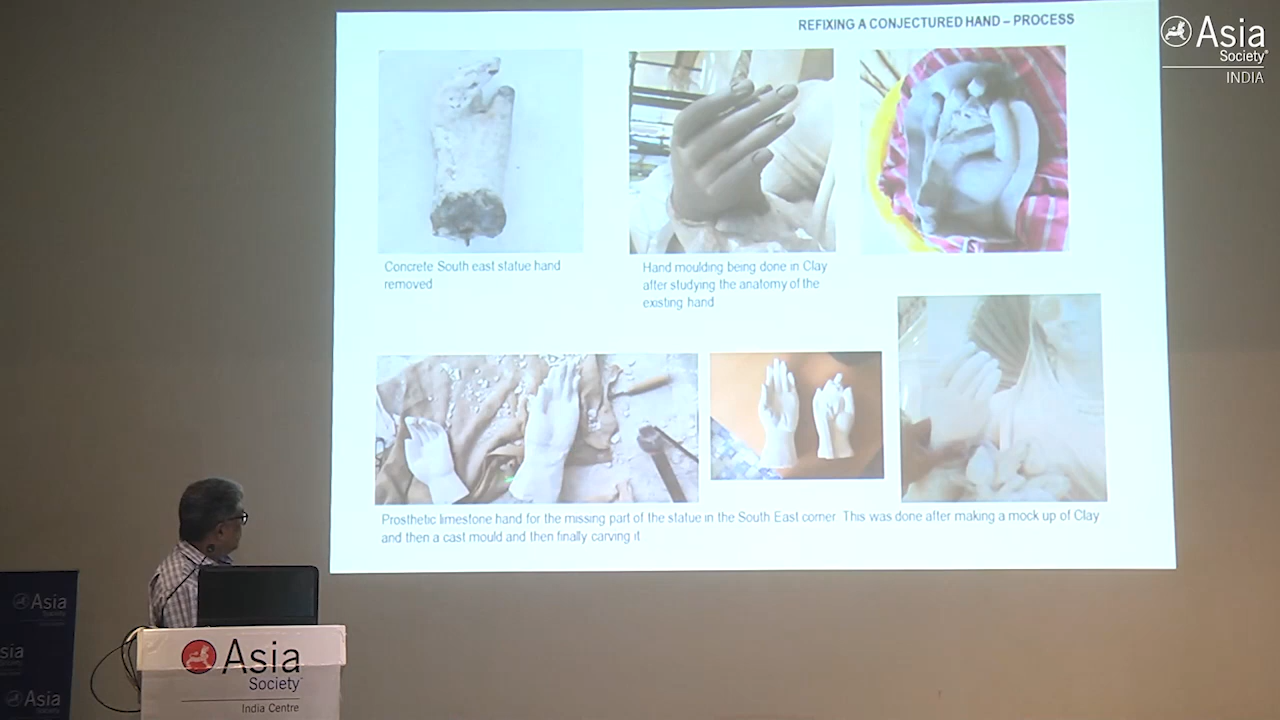 REFIXING A CONJECTURED HAND – PROCESS
Asia
Society
INDIA
Concrete South east statue hand
removed
Hand moulding being done in Clay
after studying the anatomy of the
existing hand
Prosthetic limestone hand for the missing part of the statue in the South East corner. This was done after making a mock up of Clay
and then a cast mould and then finally carving it
Asia
Society
sia
Asia
Asia
Society
India Centre